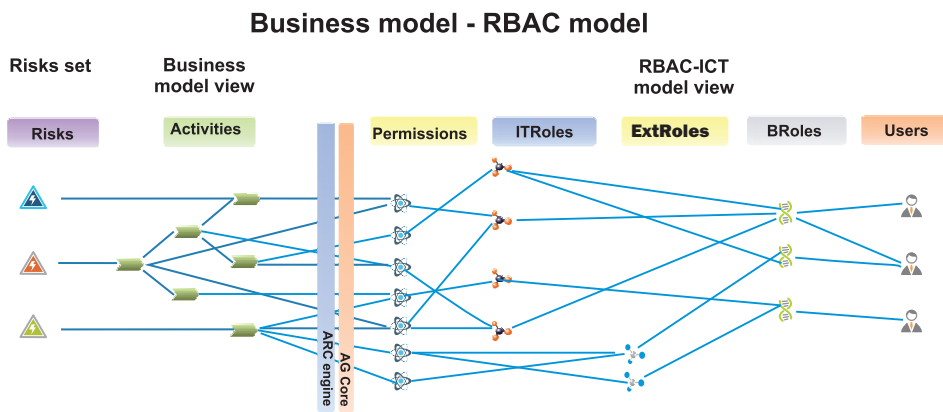 Business model - RBAC model
Risks set
Business
model view
RBAC-ICT
model view
Risks
Activities
Permissions
ITRoles
ExtRoles
BRoles
Users
ARC engine
AG Core